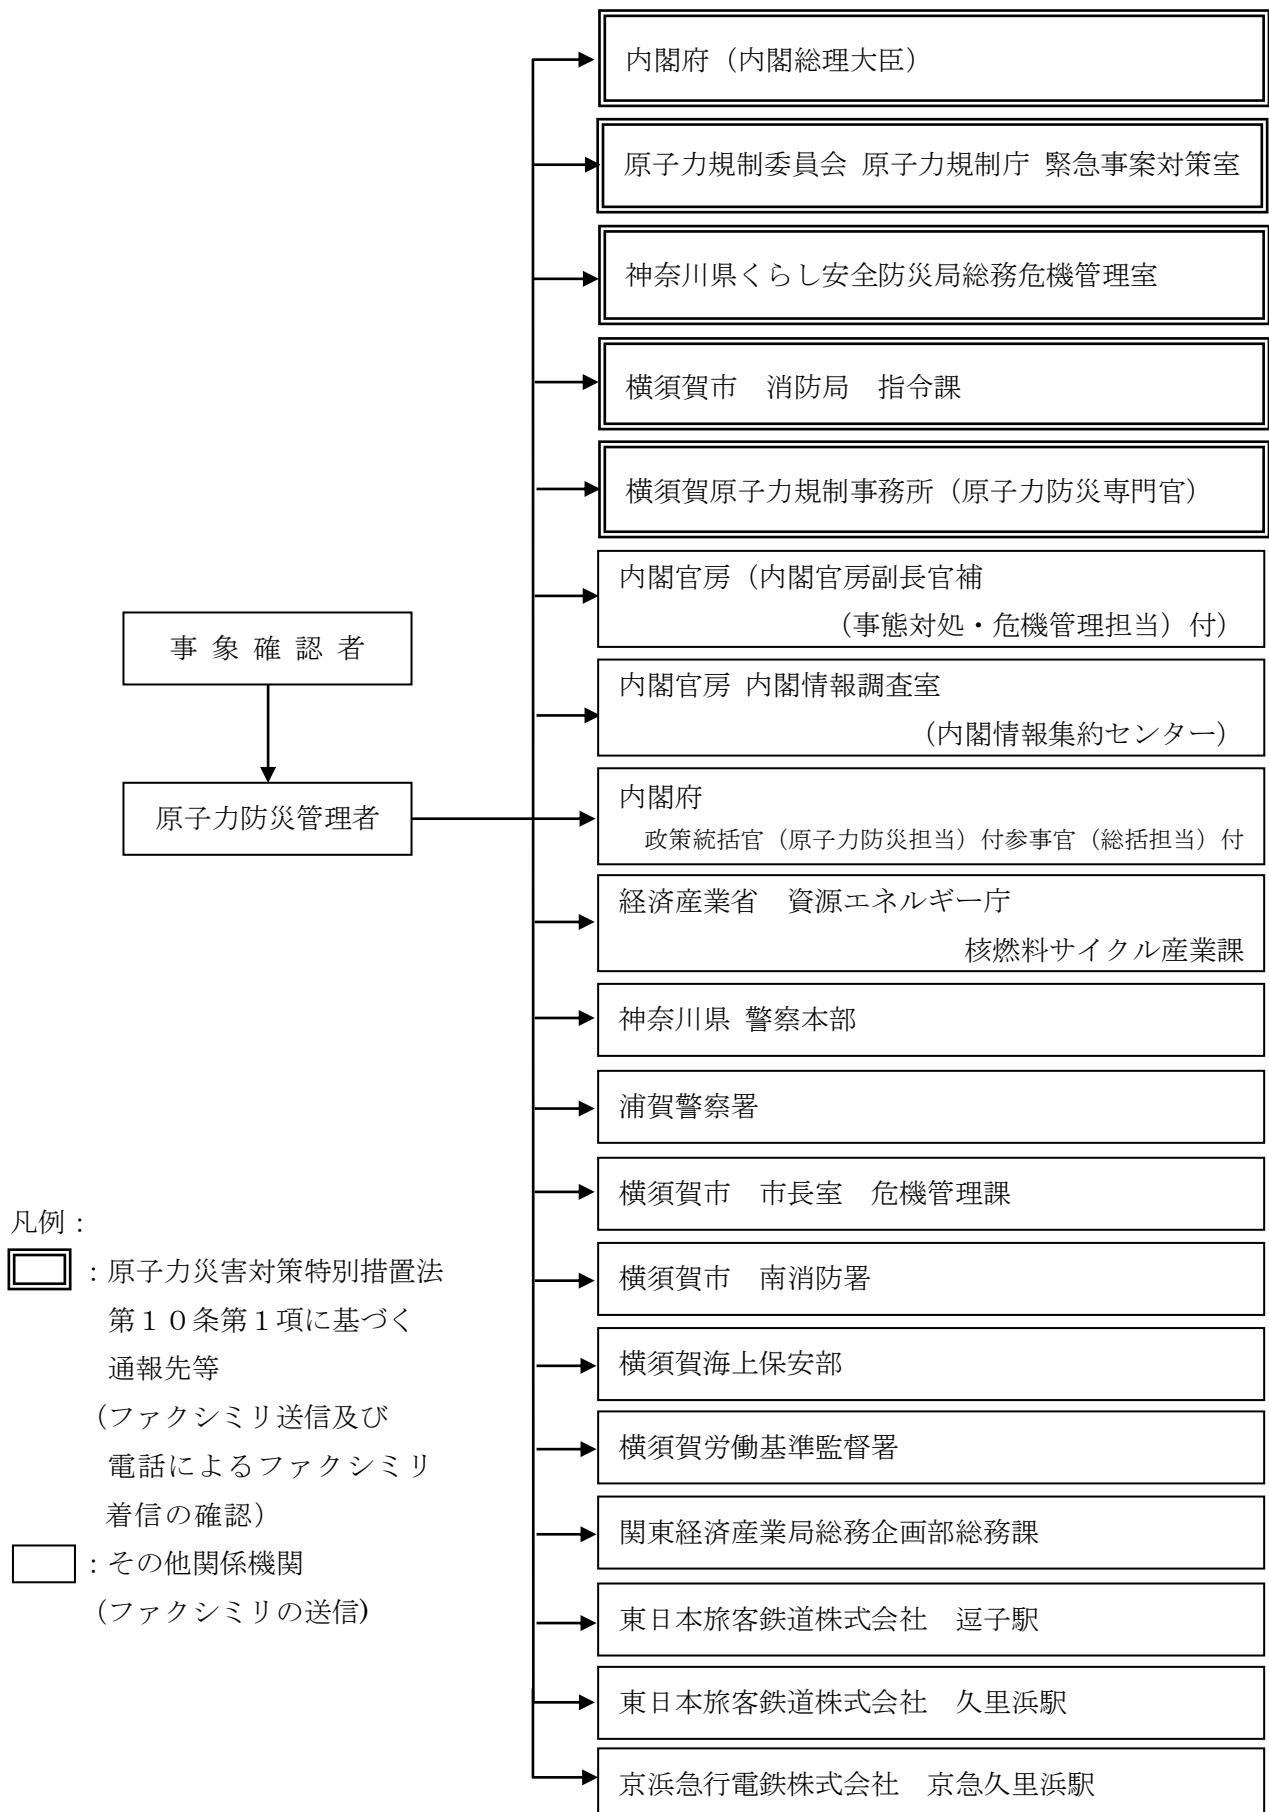 内閣府（内閣総理大臣）
原子力規制委員会 原子力規制庁 緊急事案対策室
神奈川県くらし安全防災局総務危機管理室
横須賀市　消防局　指令課
横須賀原子力規制事務所（原子力防災専門官）
内閣官房（内閣官房副長官補
（事態対処・危機管理担当）付）
内閣官房 内閣情報調査室
（内閣情報集約センター）
内閣府
政策統括官（原子力防災担当）付参事官（総括担当）付
経済産業省　資源エネルギー庁
核燃料サイクル産業課
神奈川県 警察本部
浦賀警察署
横須賀市　市長室　危機管理課
横須賀市　南消防署
横須賀海上保安部
横須賀労働基準監督署
関東経済産業局総務企画部総務課
東日本旅客鉄道株式会社　逗子駅
東日本旅客鉄道株式会社　久里浜駅
京浜急行電鉄株式会社　京急久里浜駅
事 象 確 認 者
原子力防災管理者
凡例：
：原子力災害対策特別措置法
第１０条第１項に基づく
通報先等
（ファクシミリ送信及び
電話によるファクシミリ
着信の確認）
：その他関係機関
（ファクシミリの送信)